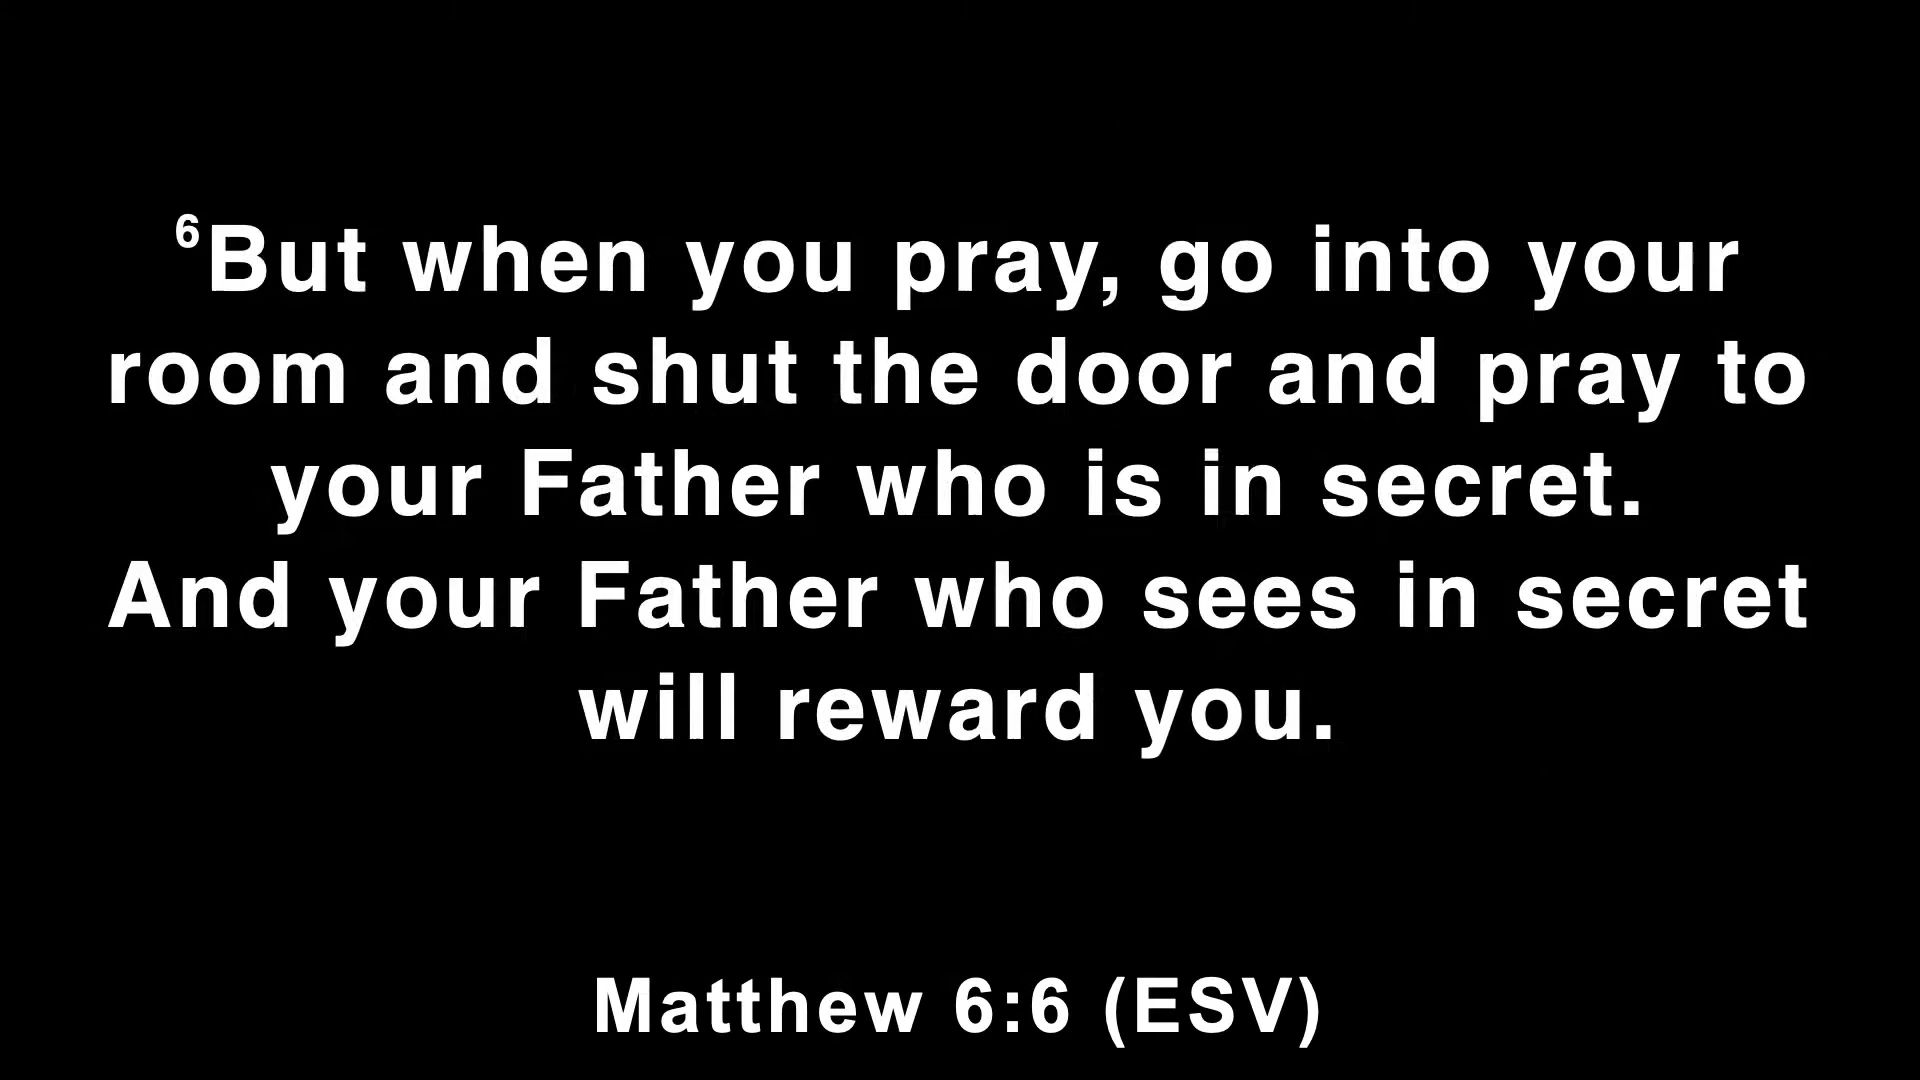 ⁶But when you pray, go into your
room and shut the door and pray to
your Father who is in secret.
And your Father who sees in secret
will reward you.
Matthew 6:6 (ESV)